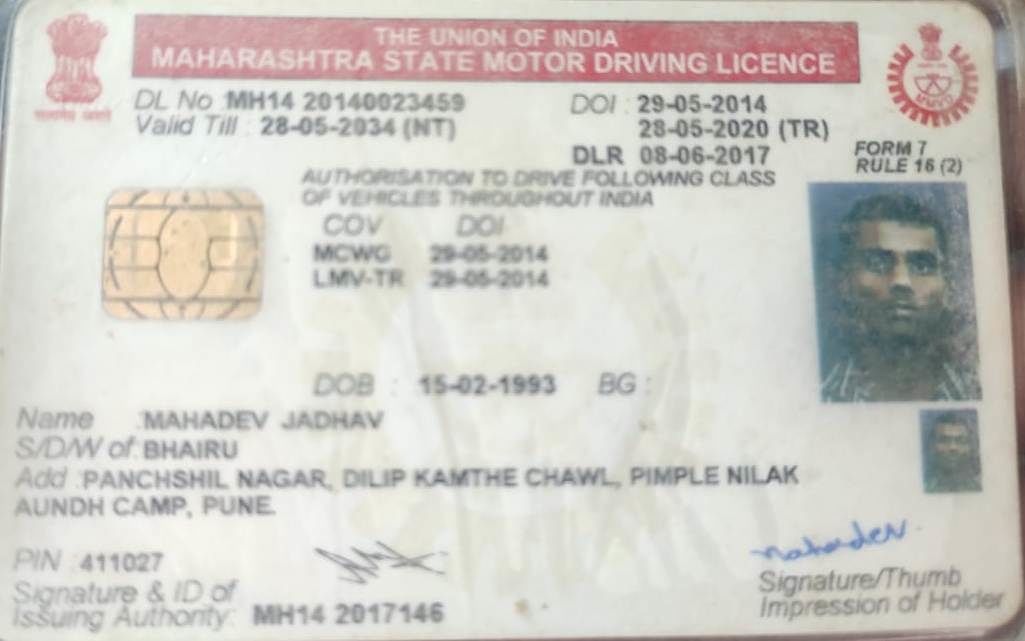 THE UNION OF INDIA
MAHARASHTRA STATE MOTOR DRIVING LICENCE
DL No MH14 20140023459 DOI : 29-05-2014
Valid Till : 28-05-2034 (NT) 28-05-2020 (TR)
DLR 08-06-2017
FORM 7
RULE 16 (2)
AUTHORISATION TO DRIVE FOLLOWING CLASS
OF VEHICLES THROUGHOUT INDIA
COV DOI
MCWG 29-05-2014
LMV-TR 29-05-2014
DOB : 15-02-1993 BG :
Name :MAHADEV JADHAV
S/D/W of:BHAIRU
Add :PANCHSHIL NAGAR, DILIP KAMTHE CHAWL, PIMPLE NILAK
AUNDH CAMP, PUNE.
PIN :411027
Signature & ID of
Issuing Authority: MH14 2017146
Signature/Thumb
Impression of Holder